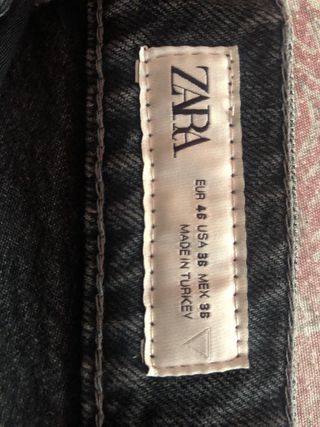 ZARA
EUR 46 USA 36 MEX 36
MADE IN TURKEY